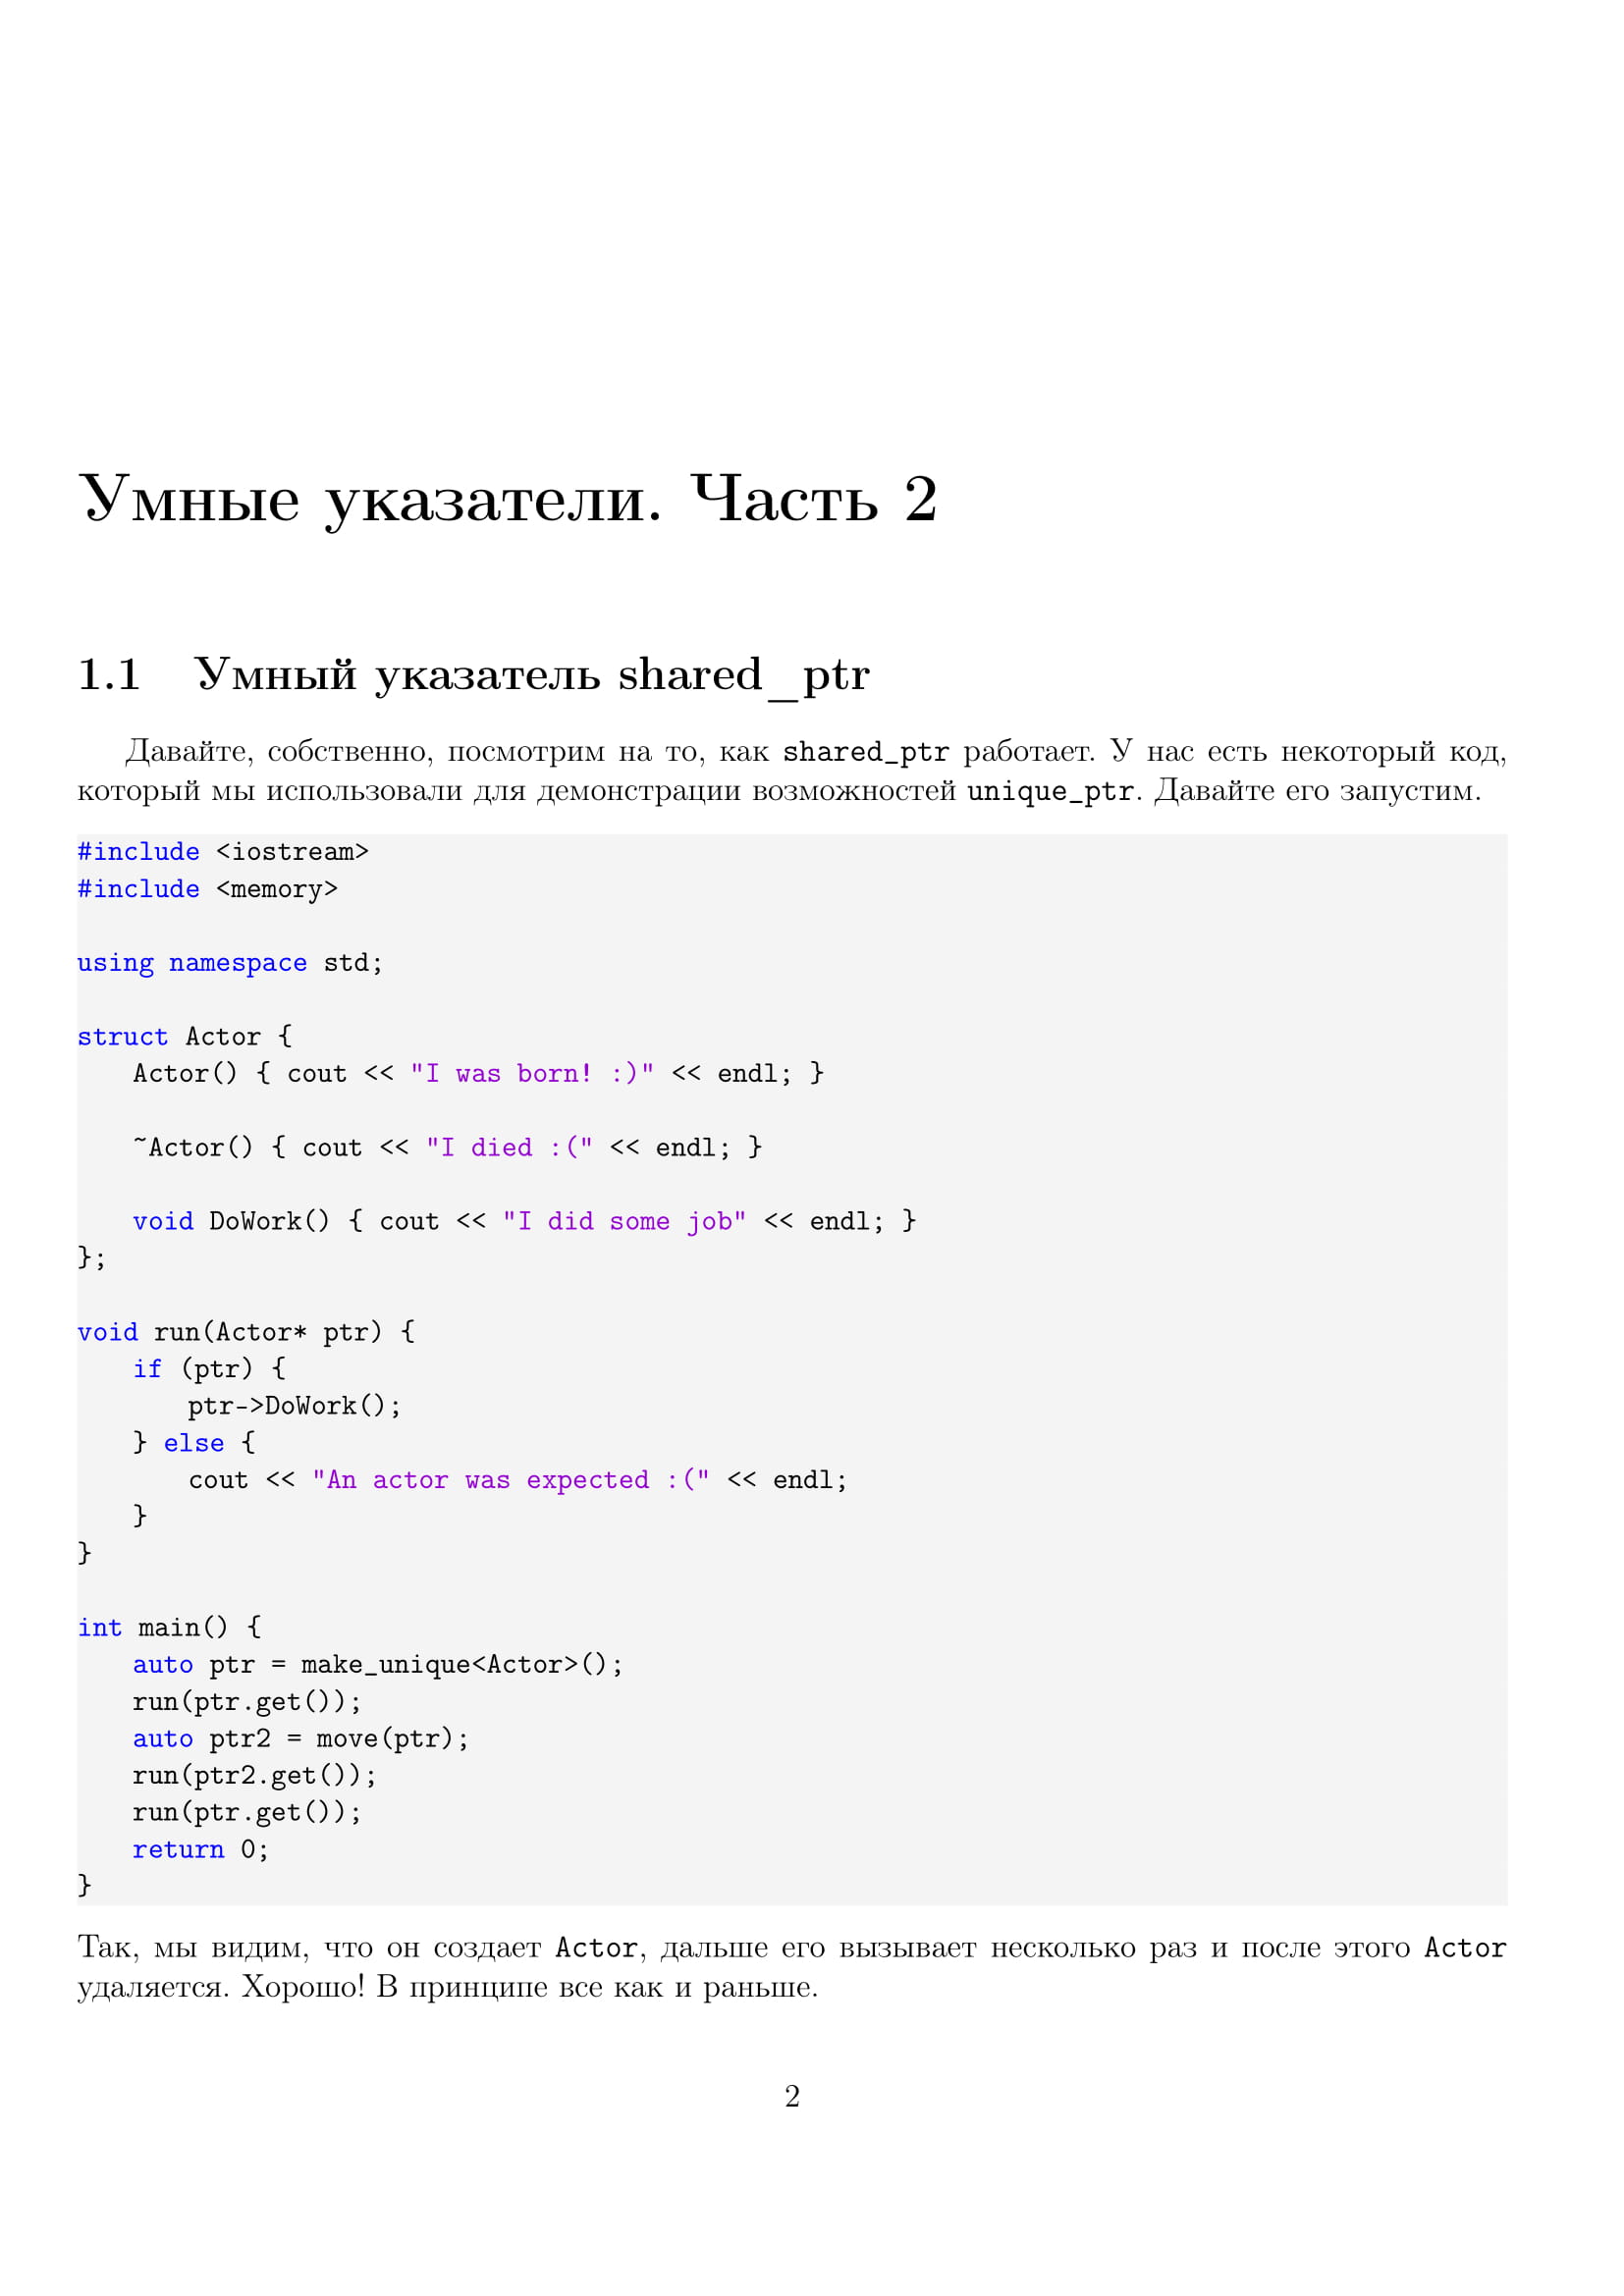 Умные указатели. Часть 2
1.1 Умный указатель shared_ptr
Давайте, собственно, посмотрим на то, как shared_ptr работает. У нас есть некоторый код,
который мы использовали для демонстрации возможностей unique_ptr. Давайте его запустим.
#include <iostream>
#include <memory>
using namespace std;
struct Actor {
Actor() { cout << "I was born! :)" << endl; }
~Actor() { cout << "I died :(" << endl; }
void DoWork() { cout << "I did some job" << endl; }
};
void run(Actor* ptr) {
if (ptr) {
ptr->DoWork();
} else {
cout << "An actor was expected :(" << endl;
}
}
int main() {
auto ptr = make_unique<Actor>();
run(ptr.get());
auto ptr2 = move(ptr);
run(ptr2.get());
run(ptr.get());
return 0;
}
Так, мы видим, что он создает Actor, дальше его вызывает несколько раз и после этого Actor
удаляется. Хорошо! В принципе все как и раньше.
2